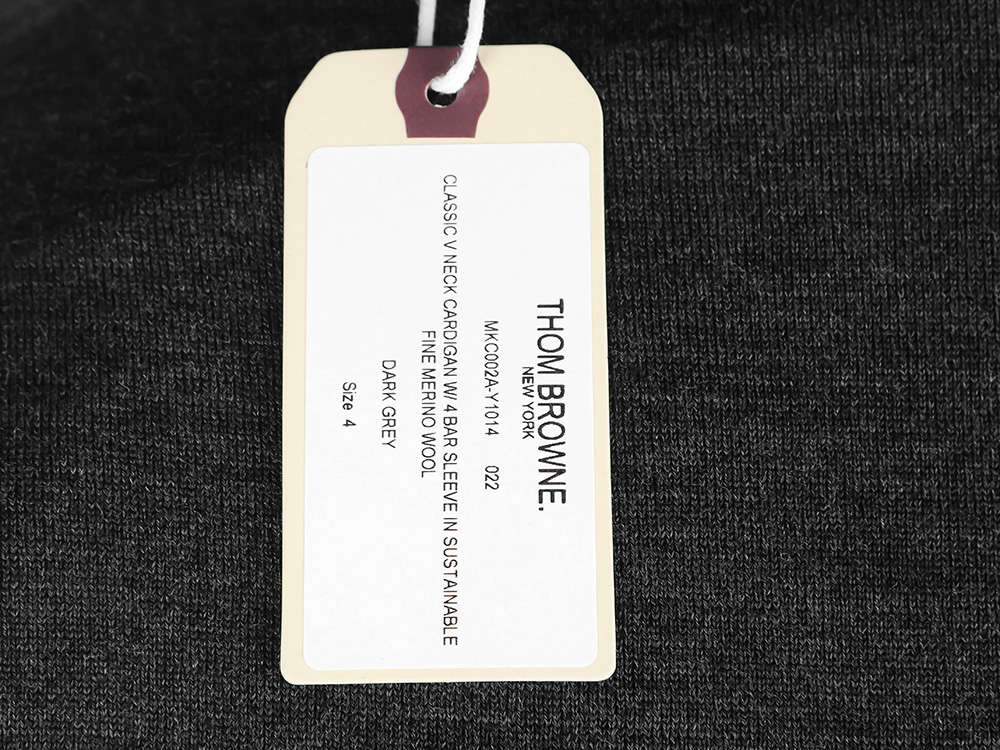 THOM BROWNE.
NEW YORK
MKC002A-Y1014 022
CLASSIC V NECK CARDIGAN W/ 4 BAR SLEEVE IN SUSTAINABLE
FINE MERINO WOOL
DARK GREY
Size 4